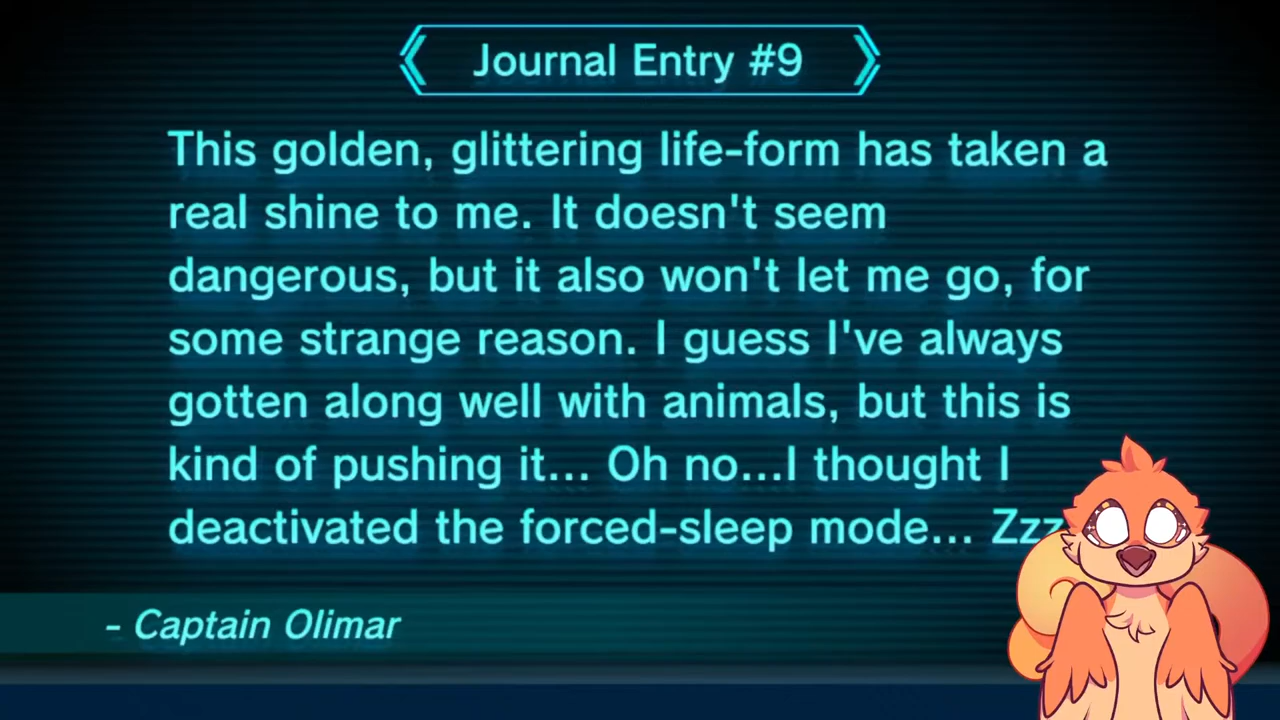 Journal Entry #9
This golden, glittering life-form has taken a
real shine to me. It doesn't seem
dangerous, but it also won't let me go, for
some strange reason. I guess I've always
gotten along well with animals, but this is
kind of pushing it... Oh no...I thought I
deactivated the forced-sleep mode... Zzz
- Captain Olimar